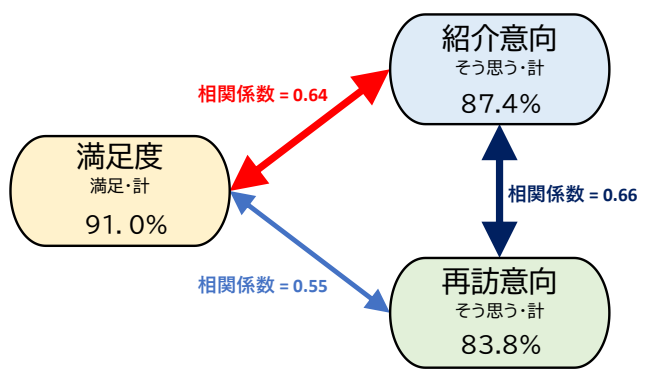 紹介意向
そう思う・計
87.4%
相関係数 = 0.64
満足度
満足・計
91.0%
相関係数 = 0.66
相関係数 = 0.55
再訪意向
そう思う・計
83.8%